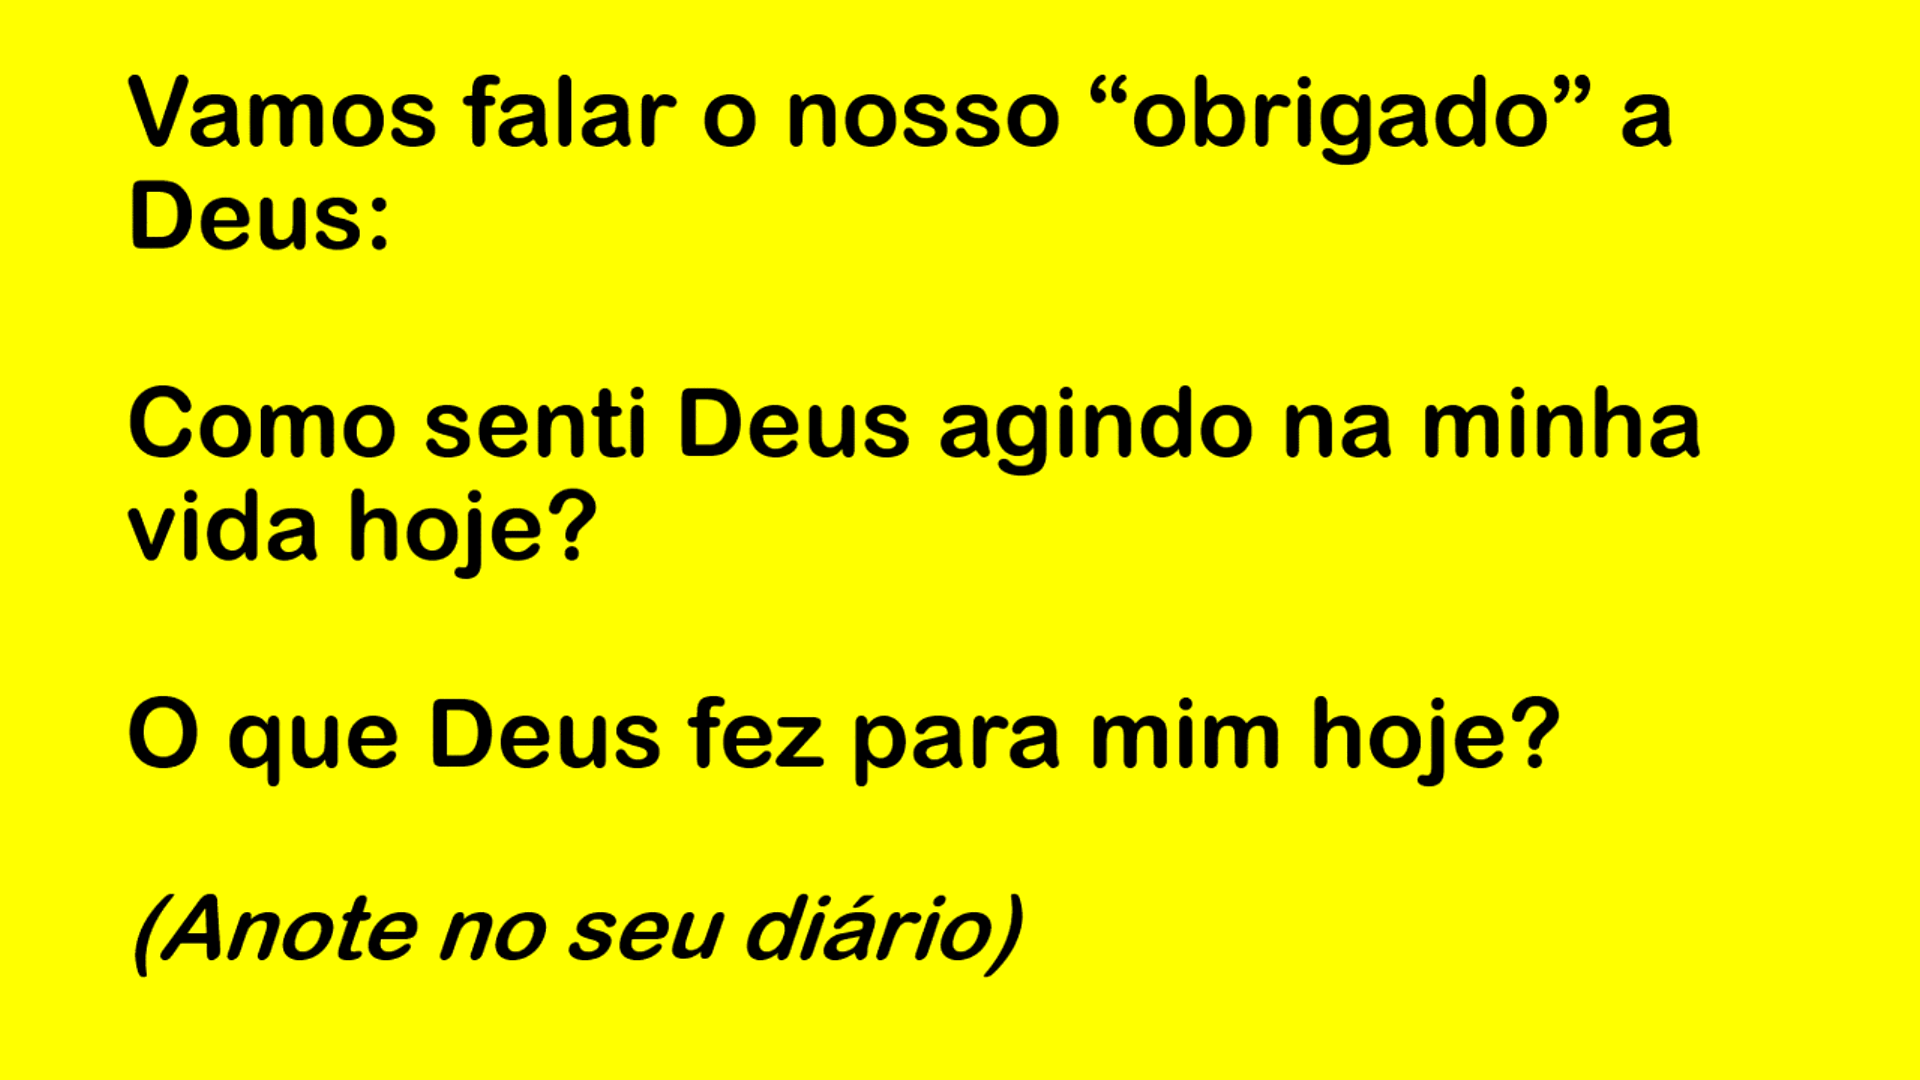 Vamos falar o nosso “obrigado” a
Deus:
Como senti Deus agindo na minha
vida hoje?
O que Deus fez para mim hoje?
(Anote no seu diário)